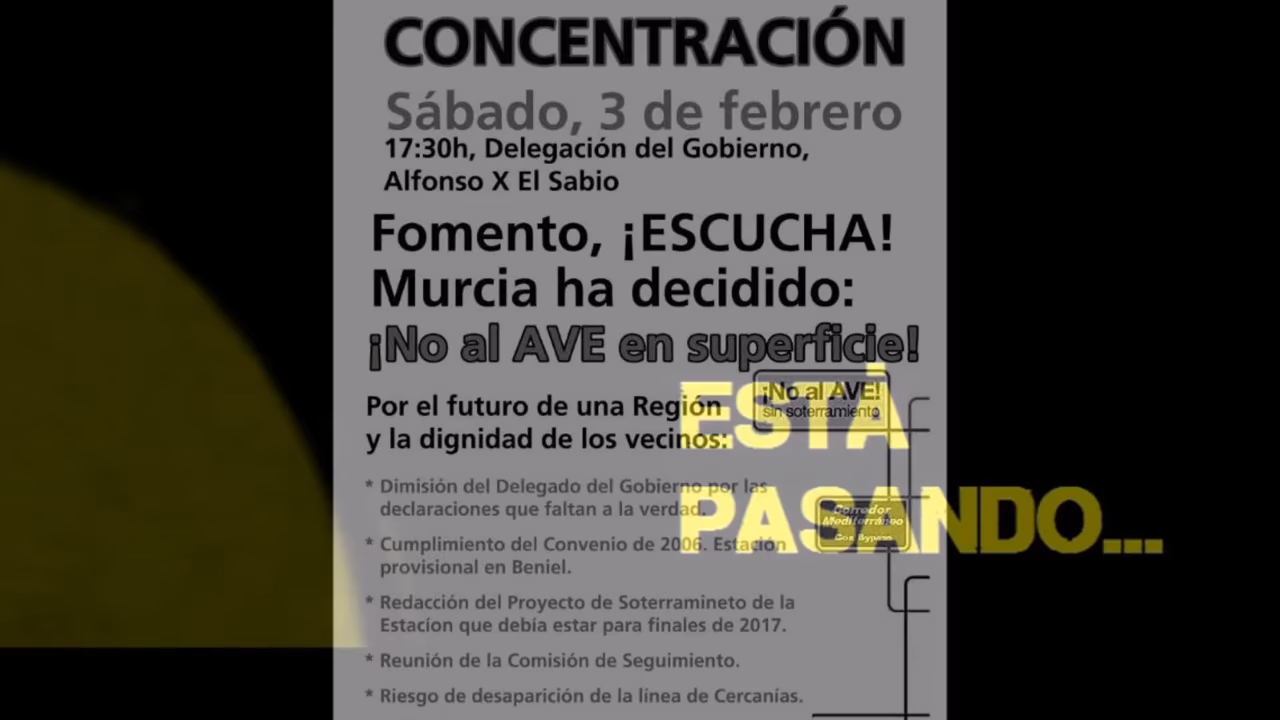 CONCENTRACIÓN
Sábado, 3 de febrero
17:30h, Delegación del Gobierno,
Alfonso X El Sabio
Fomento, ¡ESCUCHA!
Murcia ha decidido:
¡No al AVE en superficie!
¡No al AVE!
sin soterramiento
Por el futuro de una Región
y la dignidad de los vecinos:
ESTÁ
PASANDO...
* Dimisión del Delegado del Gobierno por las
declaraciones que faltan a la verdad.
Corredor
Mediterráneo
Con Bypass
* Cumplimiento del Convenio de 2006. Estación
provisional en Beniel.
* Redacción del Proyecto de Soterramineto de la
Estacíon que debía estar para finales de 2017.
* Reunión de la Comisión de Seguimiento.
* Riesgo de desaparición de la línea de Cercanías.